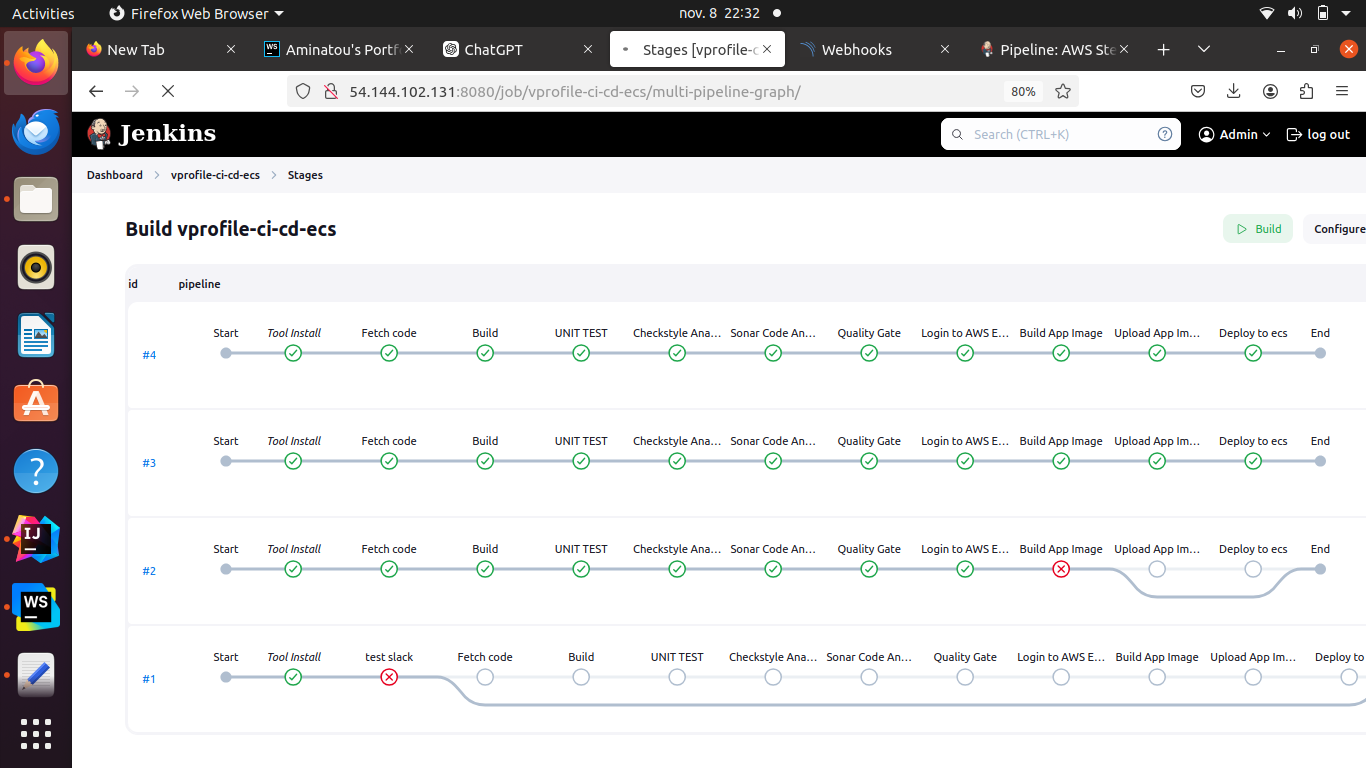 Activities Firefox Web Browser nov. 8 22:32
New Tab Aminatou's Portf ChatGPT Stages [vprofile-c Webhooks Pipeline: AWS Ste
54.144.102.131:8080/job/vprofile-ci-cd-ecs/multi-pipeline-graph/ 80%
Jenkins Search (CTRL+K) ? Admin log out
Dashboard vprofile-ci-cd-ecs Stages
Build vprofile-ci-cd-ecs Build Configure
id pipeline
Start Tool Install Fetch code Build UNIT TEST Checkstyle Ana... Sonar Code An... Quality Gate Login to AWS E... Build App Image Upload App Im... Deploy to ecs End
#4
Start Tool Install Fetch code Build UNIT TEST Checkstyle Ana... Sonar Code An... Quality Gate Login to AWS E... Build App Image Upload App Im... Deploy to ecs End
#3
Start Tool Install Fetch code Build UNIT TEST Checkstyle Ana... Sonar Code An... Quality Gate Login to AWS E... Build App Image Upload App Im... Deploy to ecs End
#2
Start Tool Install test slack Fetch code Build UNIT TEST Checkstyle Ana... Sonar Code An... Quality Gate Login to AWS E... Build App Image Upload App Im... Deploy to
#1
?
IJ
WS